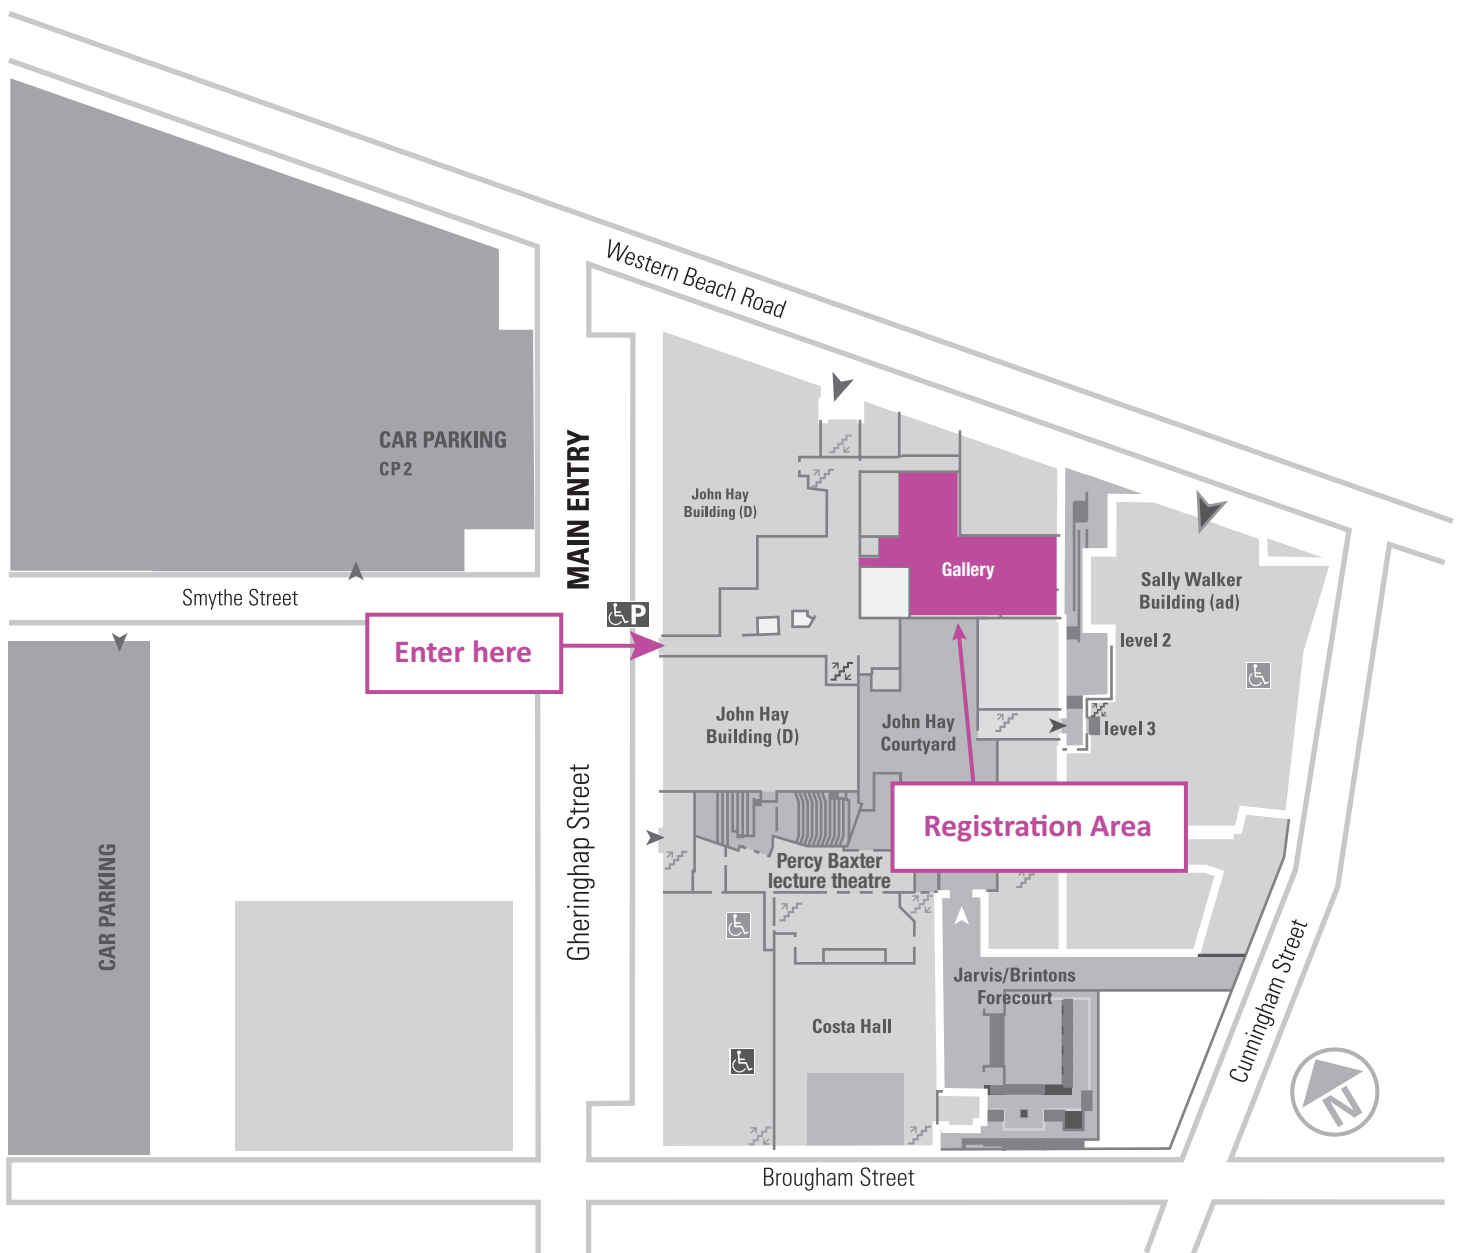 Western Beach Road
CAR PARKING
CP2
MAIN ENTRY
John Hay
Building (D)
Gallery
Sally Walker
Building (ad)
Smythe Street
P
level 2
Enter here
John Hay
Building (D)
John Hay
Courtyard
level 3
Gheringhap Street
Registration Area
CAR PARKING
Percy Baxter
lecture theatre
Jarvis/Brintons
Forecourt
Costa Hall
Cunningham Street
N
Brougham Street